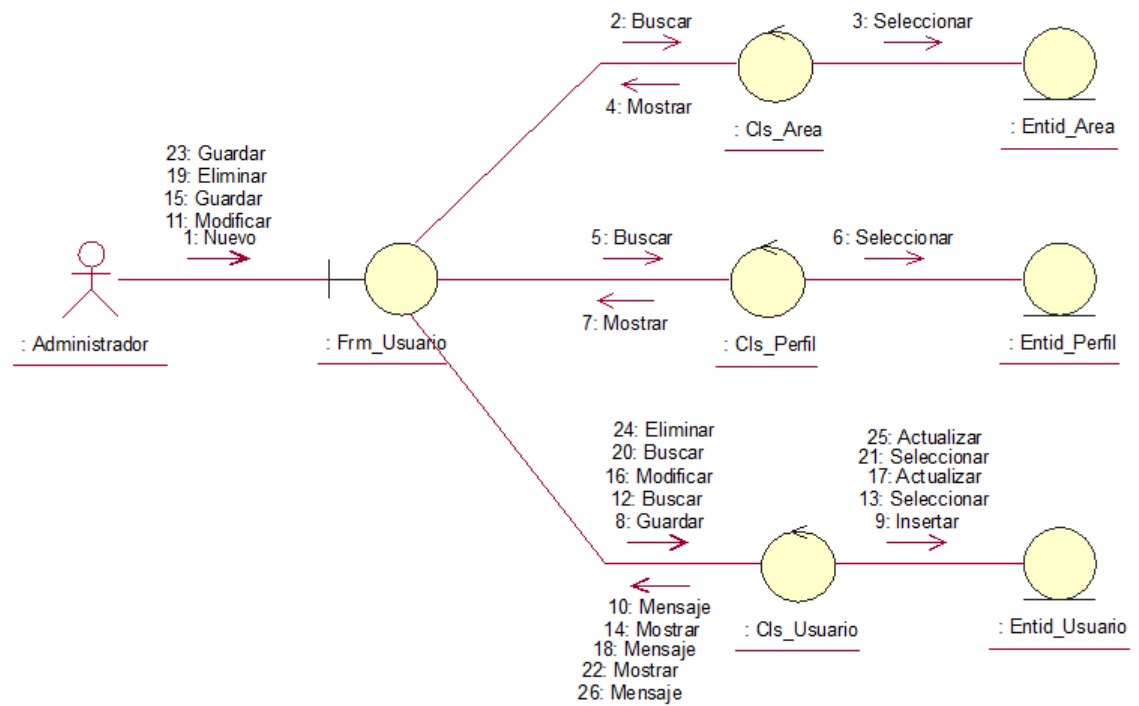 2: Buscar
3: Seleccionar
4: Mostrar
: Cls_Area
: Entid_Area
23: Guardar
19: Eliminar
15: Guardar
11: Modificar
1: Nuevo
5: Buscar
6: Seleccionar
7: Mostrar
: Administrador
: Frm_Usuario
: Cls_Perfil
: Entid_Perfil
24: Eliminar
20: Buscar
16: Modificar
12: Buscar
8: Guardar
25: Actualizar
21: Seleccionar
17: Actualizar
13: Seleccionar
9: Insertar
10: Mensaje
14: Mostrar
18: Mensaje
22: Mostrar
26: Mensaje
: Cls_Usuario
: Entid_Usuario